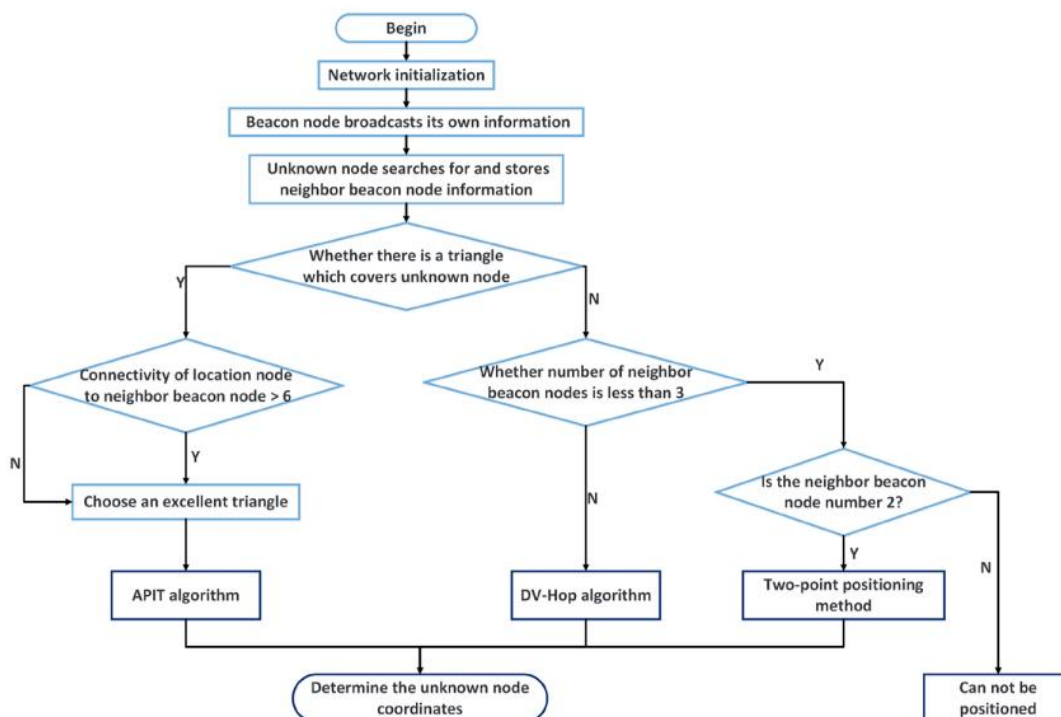 Begin
Network initialization
Beacon node broadcasts its own information
Unknown node searches for and stores
neighbor beacon node information
Whether there is a triangle
which covers unknown node
Y
N
Connectivity of location node
to neighbor beacon node > 6
Whether number of neighbor
beacon nodes is less than 3
Y
N
Y
Choose an excellent triangle
N
Is the neighbor beacon
node number 2?
Y
N
APIT algorithm
DV-Hop algorithm
Two-point positioning
method
Determine the unknown node
coordinates
Can not be
positioned